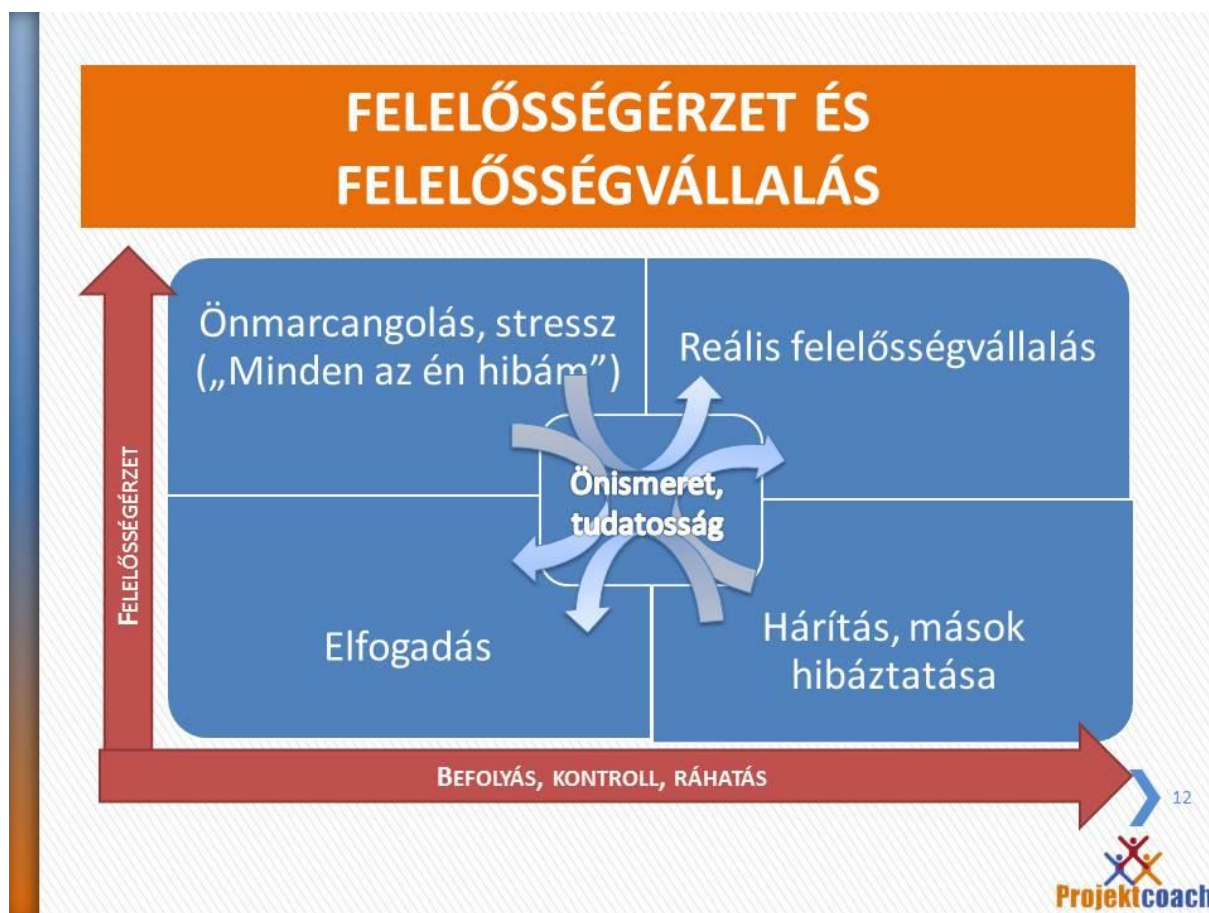 FELELŐSSÉGÉRZET ÉS
FELELŐSSÉGVÁLLALÁS
Önmarcangolás, stressz
(„Minden az én hibám”)
Reális felelősségvállalás
Önismeret,
tudatosság
Elfogadás
Hárítás, mások
hibáztatása
FELELŐSSÉGÉRZET
BEFOLYÁS, KONTROLL, RÁHATÁS
12
Projektcoach